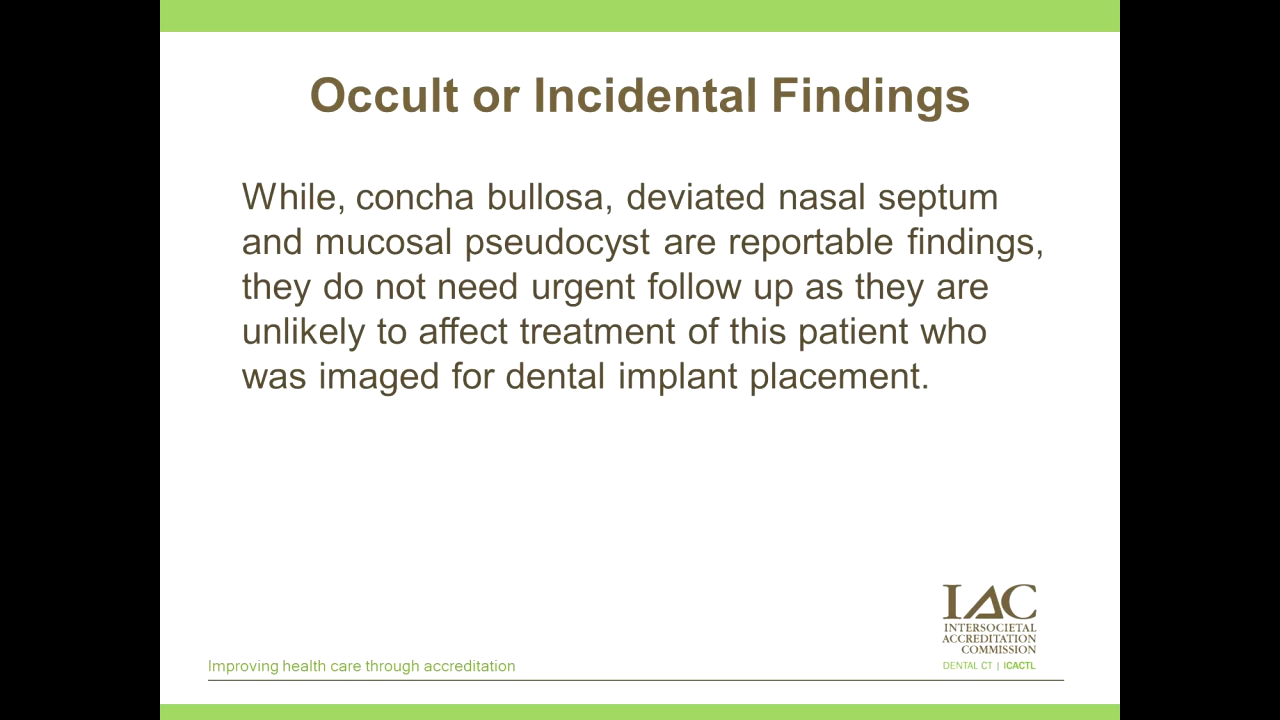 Occult or Incidental Findings
While, concha bullosa, deviated nasal septum
and mucosal pseudocyst are reportable findings,
they do not need urgent follow up as they are
unlikely to affect treatment of this patient who
was imaged for dental implant placement.
IAC
INTERSOCIETAL
ACCREDITATION
COMMISSION
DENTAL CT | ICACTL
Improving health care through accreditation